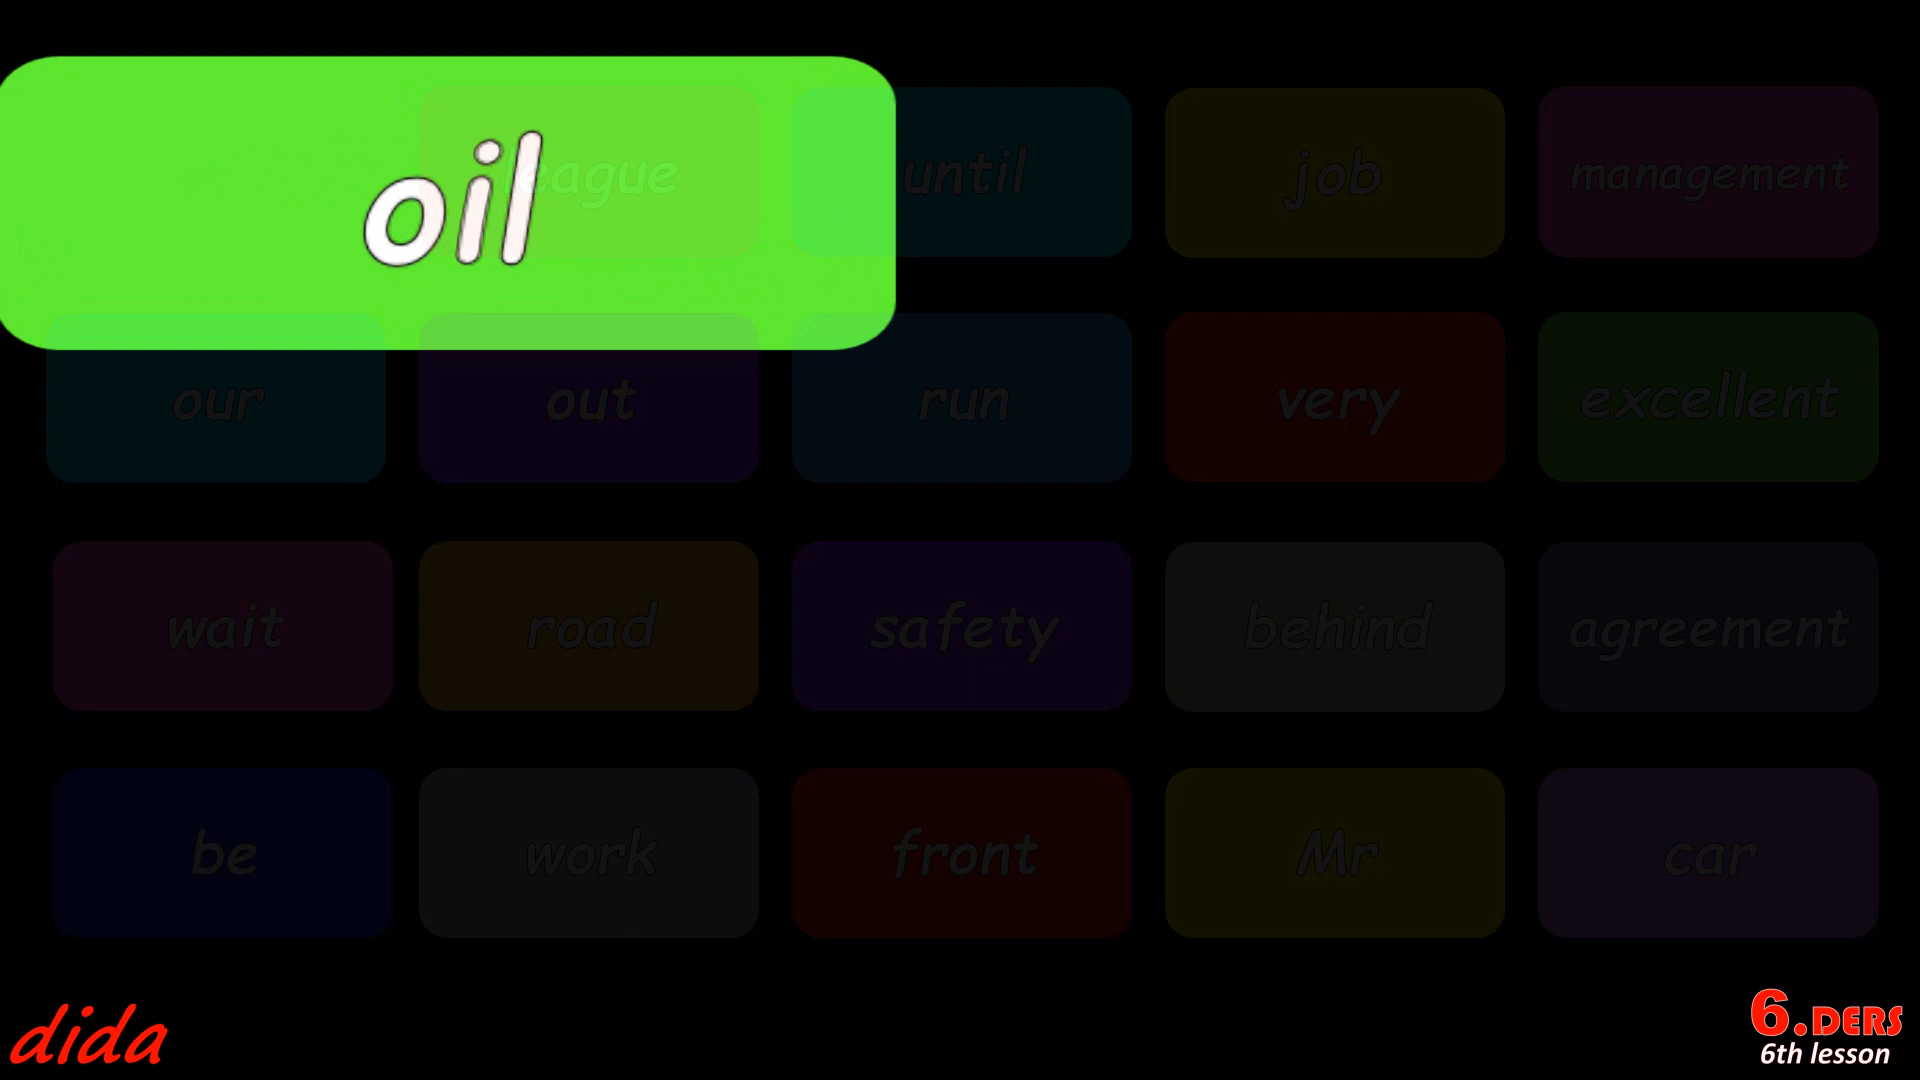 oil
league
until
job
management
our
out
run
very
excellent
wait
road
safety
behind
agreement
be
work
front
Mr
car
dida
6.DERS
6th lesson